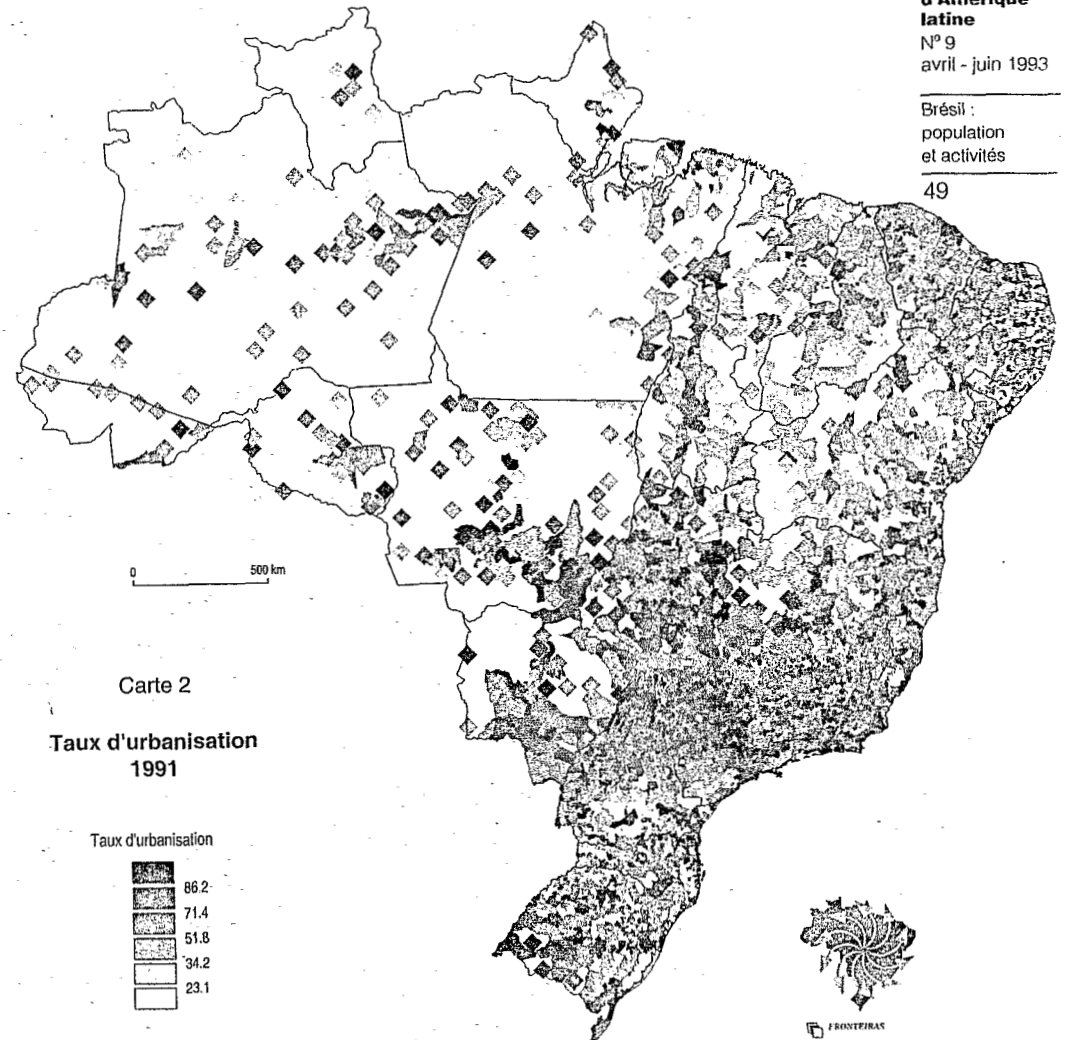 d'Amérique
latine
N° 9
avril - juin 1993
Brésil :
population
et activités
49
0 500 km
Carte 2
Taux d'urbanisation
1991
Taux d'urbanisation
86.2
71.4
51.8
34.2
23.1
FRONTEIRAS